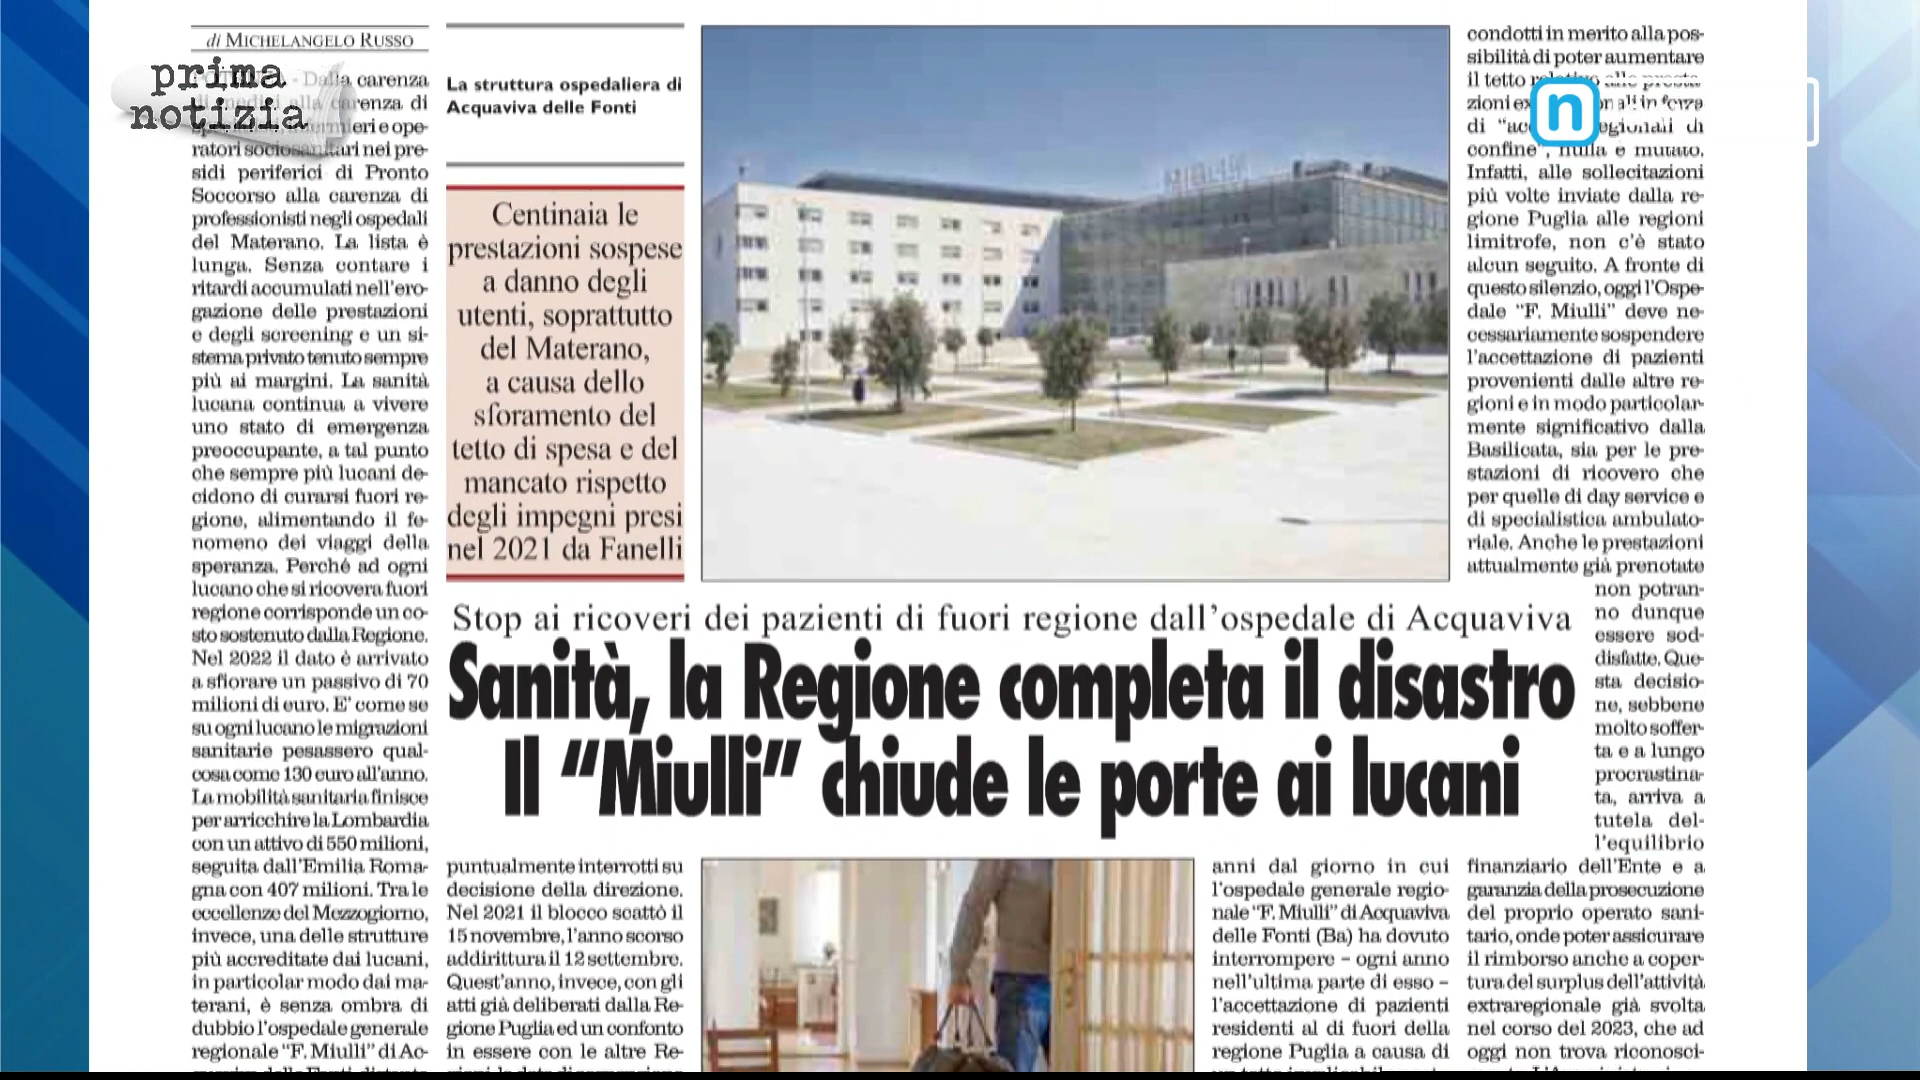 di MICHELANGELO RUSSO
prima
notizia
- Dalla carenza
di medici alla carenza di
infermieri e ope-
ratori sociosanitari nei pre-
sidi periferici di Pronto
Soccorso alla carenza di
professionisti negli ospedali
del Materano. La lista è
lunga. Senza contare i
ritardi accumulati nell'ero-
gazione delle prestazioni
e degli screening e un si-
stema privato tenuto sempre
più ai margini. La sanità
lucana continua a vivere
uno stato di emergenza
preoccupante, a tal punto
che sempre più lucani de-
cidono di curarsi fuori re-
gione, alimentando il fe-
nomeno dei viaggi della
speranza. Perché ad ogni
lucano che si ricovera fuori
regione corrisponde un co-
sto sostenuto dalla Regione.
Nel 2022 il dato è arrivato
a sfiorare un passivo di 70
milioni di euro. E' come se
su ogni lucano le migrazioni
sanitarie pesassero qual-
cosa come 130 euro all'anno.
La mobilità sanitaria finisce
per arricchire la Lombardia
con un attivo di 550 milioni,
seguita dall'Emilia Roma-
gna con 407 milioni. Tra le
eccellenze del Mezzogiorno,
invece, una delle strutture
più accreditate dai lucani,
in particolar modo dai ma-
terani, è senza ombra di
dubbio l'ospedale generale
regionale "F. Miulli" di Ac-
La struttura ospedaliera di
Acquaviva delle Fonti
Centinaia le
prestazioni sospese
a danno degli
utenti, soprattutto
del Materano,
a causa dello
sforamento del
tetto di spesa e del
mancato rispetto
degli impegni presi
nel 2021 da Fanelli
Stop ai ricoveri dei pazienti di fuori regione dall'ospedale di Acquaviva
Sanità, la Regione completa il disastro
Il "Miulli" chiude le porte ai lucani
puntualmente interrotti su
decisione della direzione.
Nel 2021 il blocco scattò il
15 novembre, l'anno scorso
addirittura il 12 settembre.
Quest'anno, invece, con gli
atti già deliberati dalla Re-
gione Puglia ed un confonto
in essere con le altre Re-
anni dal giorno in cui
l'ospedale generale regio-
nale "F. Miulli" di Acquaviva
delle Fonti (Ba) ha dovuto
interrompere – ogni anno
nell'ultima parte di esso –
l'accettazione di pazienti
residenti al di fuori della
regione Puglia a causa di
condotti in merito alla pos-
sibilità di poter aumentare
il tetto relativo alle presta-
zioni ex in forza
di regionali di
confine", nulla è mutato.
Infatti, alle sollecitazioni
più volte inviate dalla re-
gione Puglia alle regioni
limitrofe, non c'è stato
alcun seguito. A fronte di
questo silenzio, oggi l'Ospe-
dale "F. Miulli" deve ne-
cessariamente sospendere
l'accettazione di pazienti
provenienti dalle altre re-
gioni e in modo particolar-
mente significativo dalla
Basilicata, sia per le pre-
stazioni di ricovero che
per quelle di day service e
di specialistica ambulato-
riale. Anche le prestazioni
attualmente già prenotate
non potran-
no dunque
essere sod-
disfatte. Que-
sta decisio-
ne, sebbene
molto soffer-
ta e a lungo
procrastina-
ta, arriva a
tutela del-
l'equilibrio
finanziario dell'Ente e a
garanzia della prosecuzione
del proprio operato sani-
tario, onde poter assicurare
il rimborso anche a coper-
tura del surplus dell'attività
extraregionale già svolta
nel corso del 2023, che ad
oggi non trova riconosci-
n